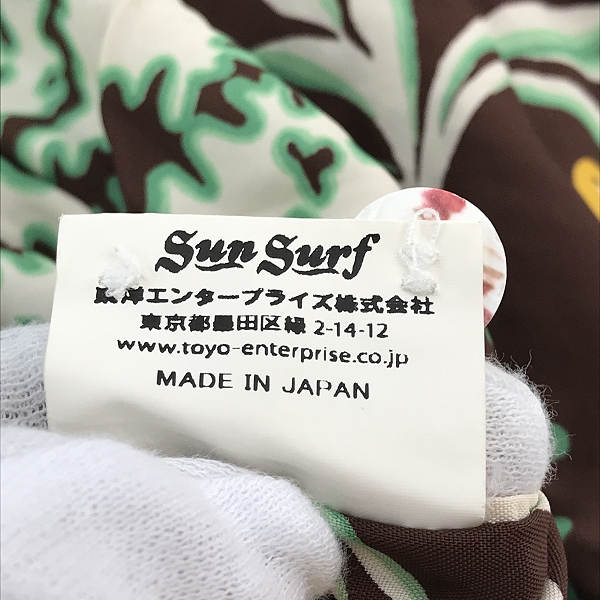 Sun Surf
東洋エンタープライズ株式会社
東京都墨田区緑 2-14-12
www.toyo-enterprise.co.jp
MADE IN JAPAN